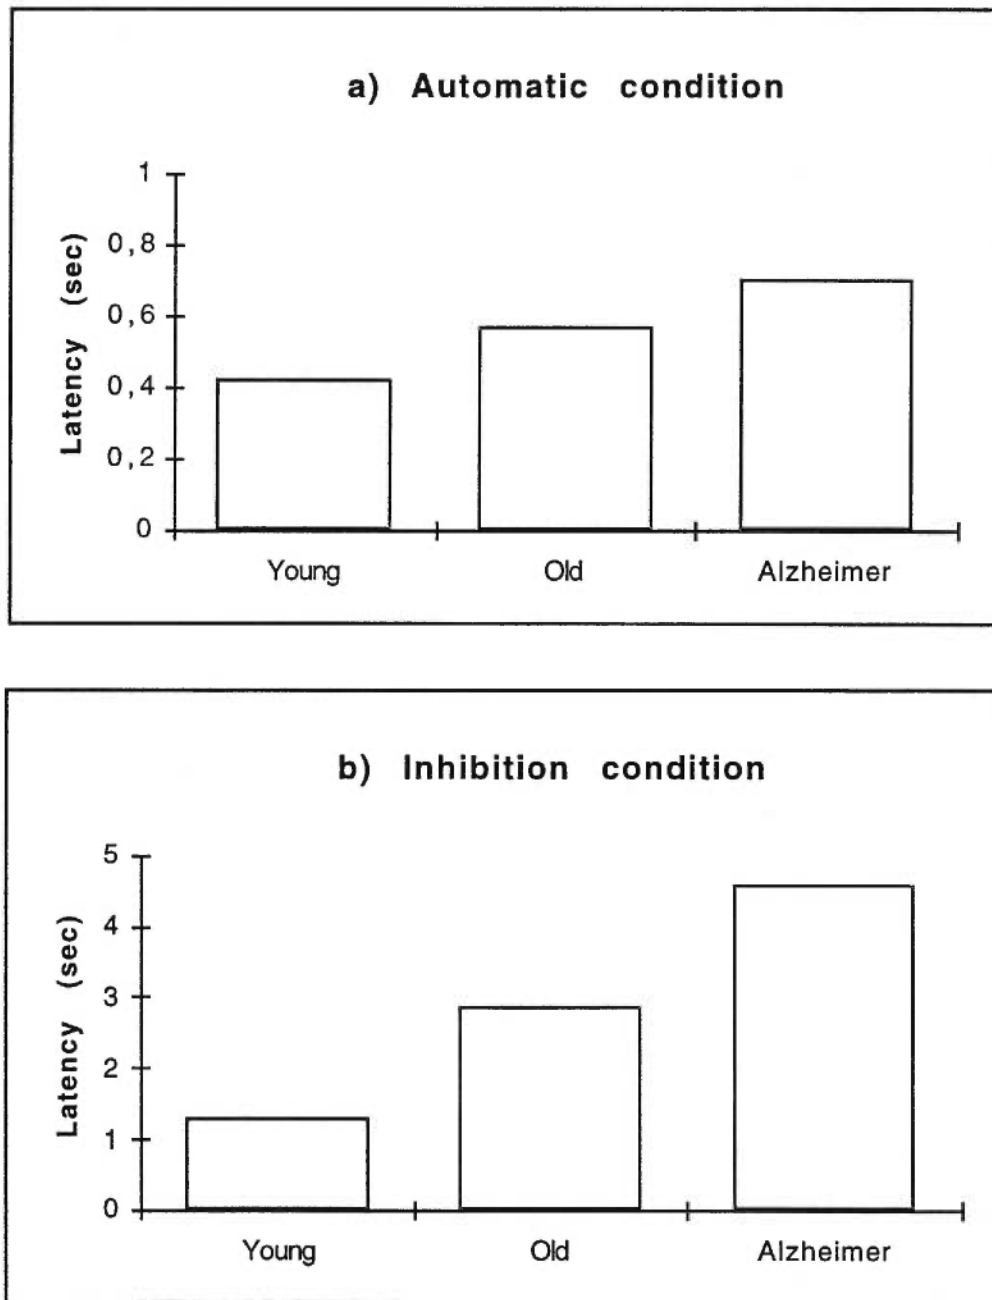 a) Automatic condition
Latency (sec)
1
0,8
0,6
0,4
0,2
0
Young Old Alzheimer
b) Inhibition condition
Latency (sec)
5
4
3
2
1
0
Young Old Alzheimer